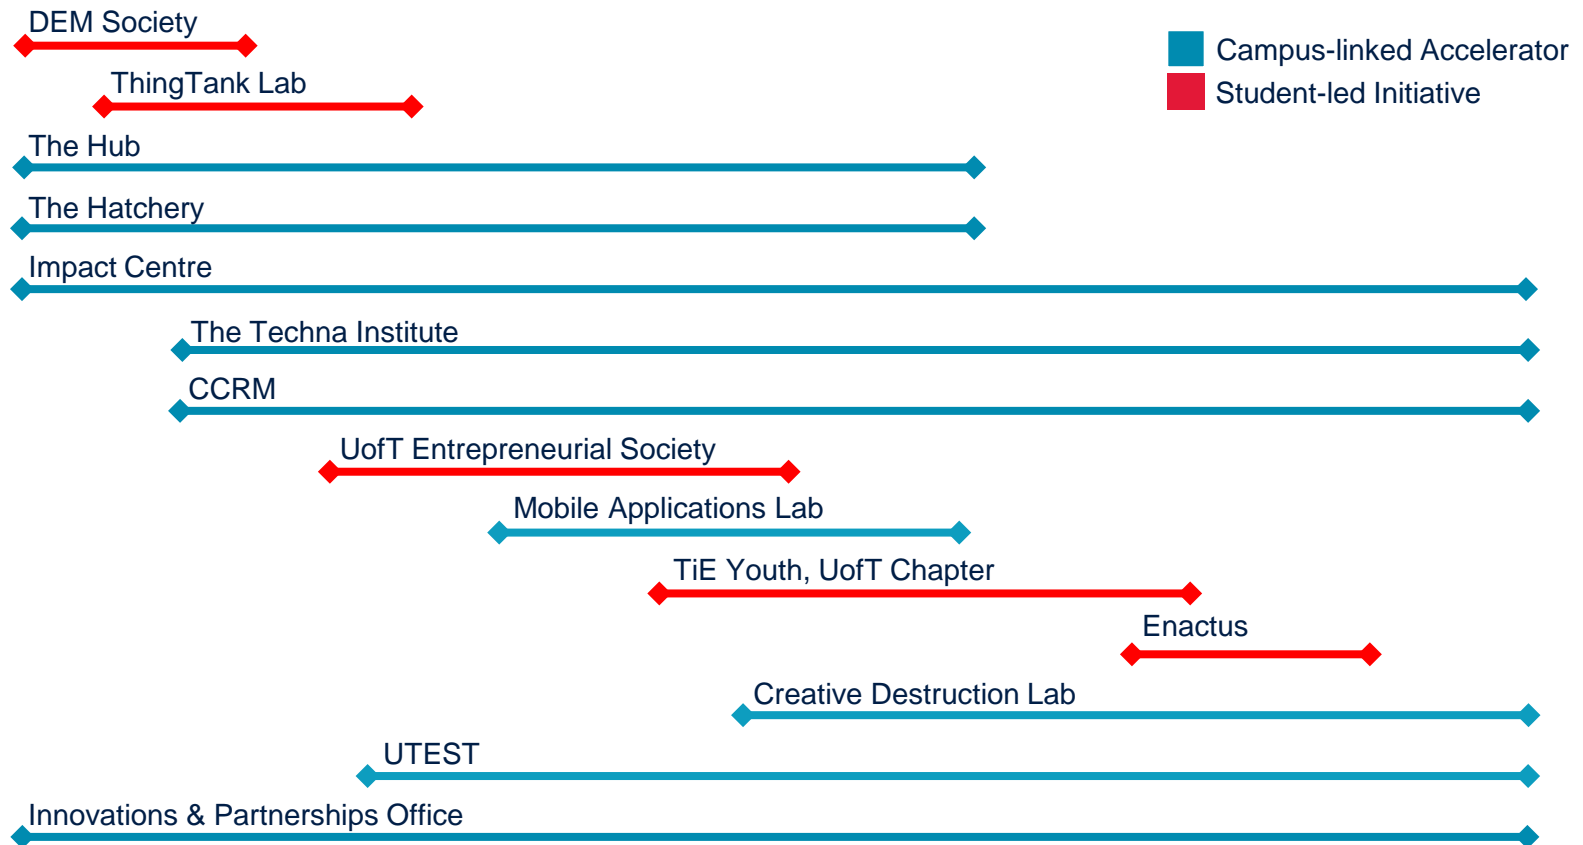 DEM Society
Campus-linked Accelerator
ThingTank Lab
Student-led Initiative
The Hub
The Hatchery
Impact Centre
The Techna Institute
CCRM
UofT Entrepreneurial Society
Mobile Applications Lab
TiE Youth, UofT Chapter
Enactus
Creative Destruction Lab
UTEST
Innovations & Partnerships Office